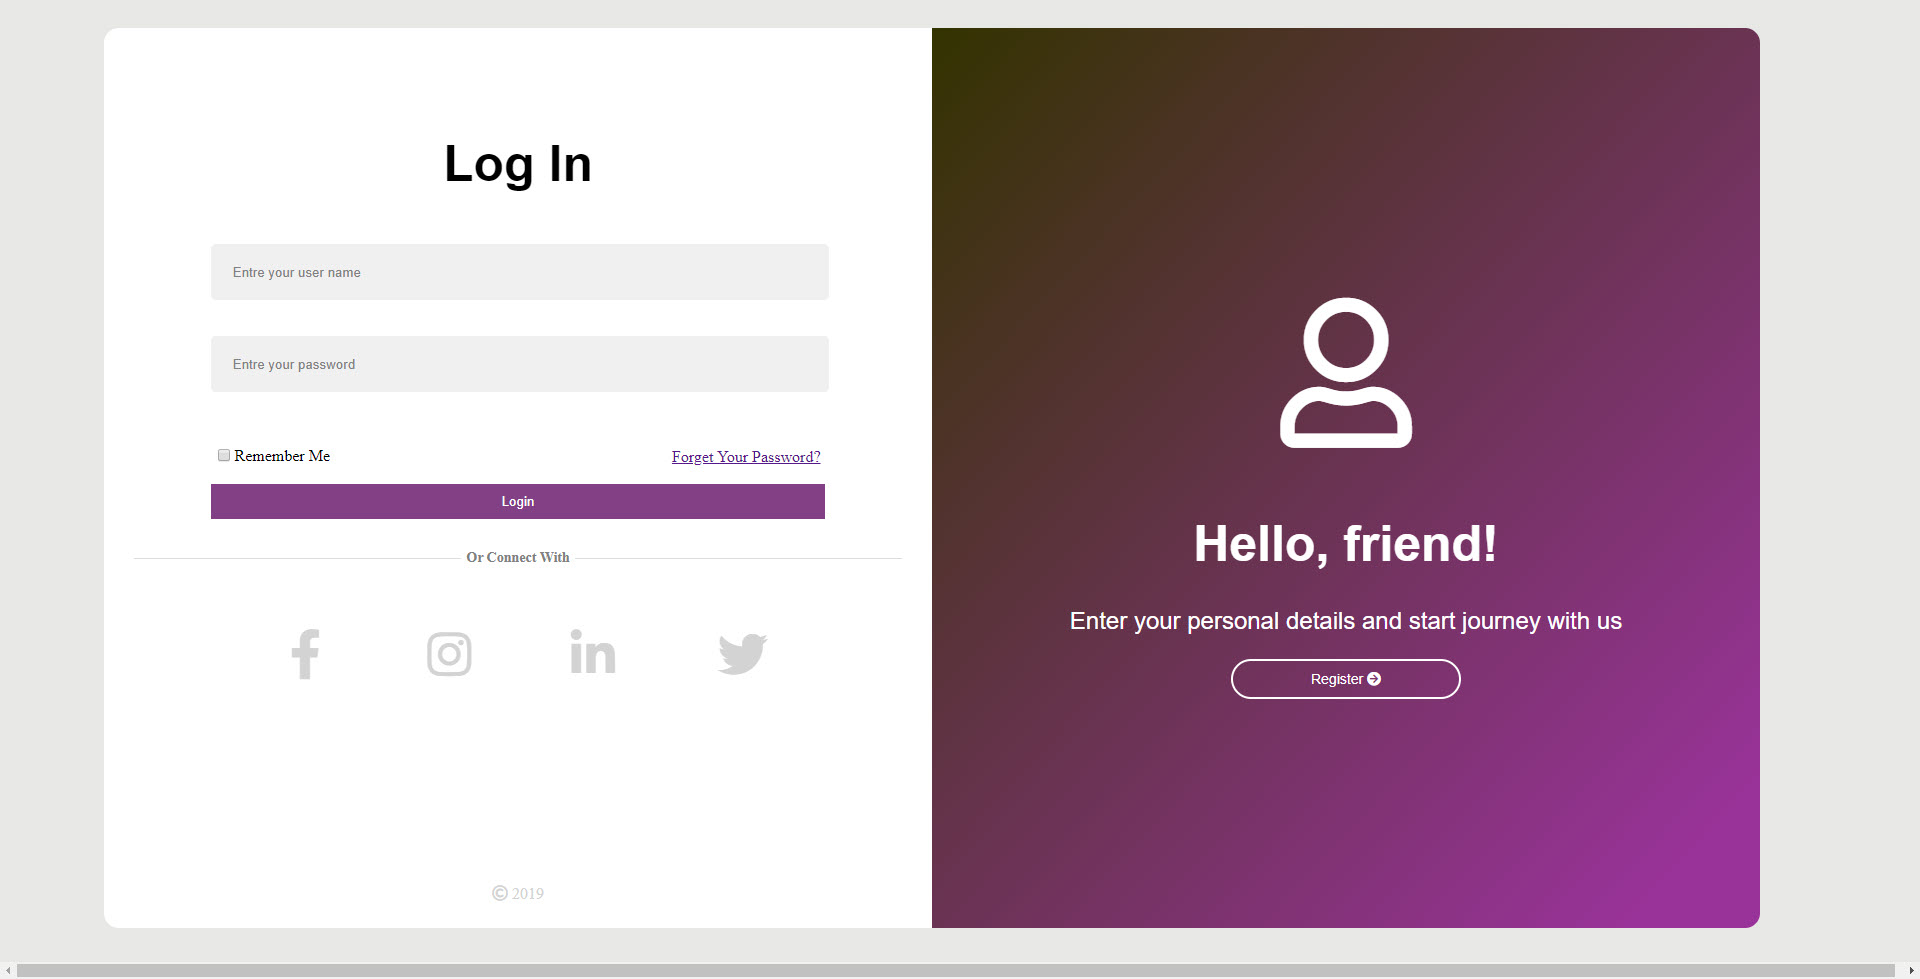 Log In
Entre your user name
Entre your password
Remember Me
Forget Your Password?
Login
Or Connect With
© 2019
Hello, friend!
Enter your personal details and start journey with us
Register